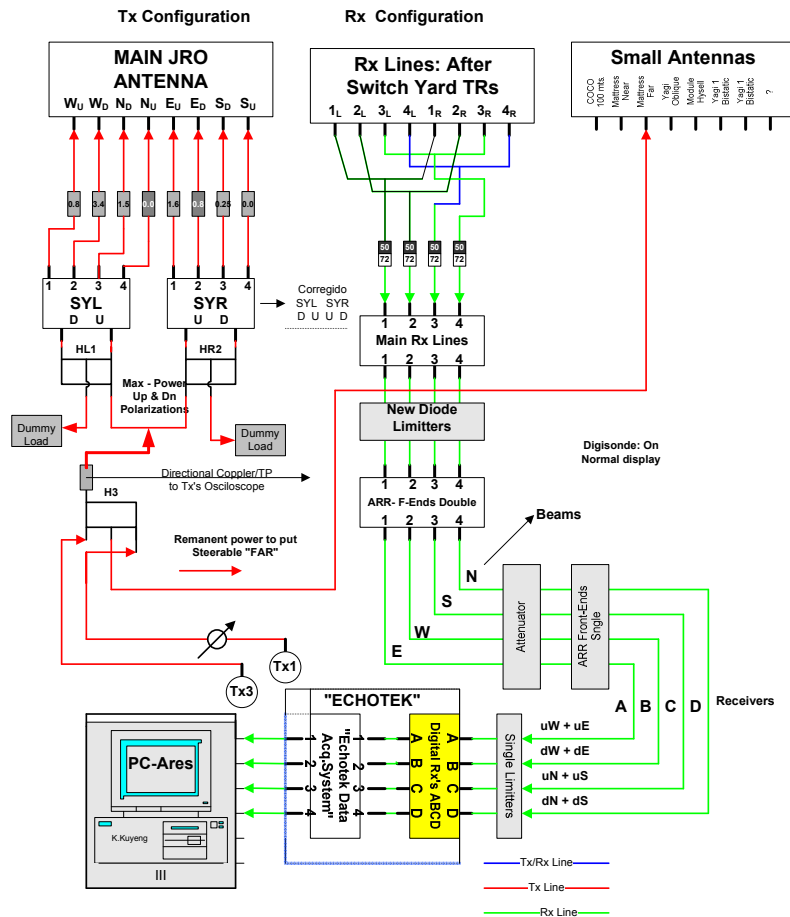 Tx Configuration
Rx Configuration
MAIN JRO
ANTENNA
WU WD ND NU EU ED SD SU
Rx Lines: After
Switch Yard TRs
1L 2L 3L 4L 1R 2R 3R 4R
Small Antennas
COCO
100 mts.
Mattress
Near
Mattress
Far
Yagi
Oblique
Module
Hysell
Yagi 1
Bistatic
Yagi 1
Bistatic
?
0.8 3.4 1.5 0.0 1.6 0.8 0.25 0.0
50 50 50 50
72 72 72 72
1 2 3 4
SYL
D U
1 2 3 4
SYR
U D
Corregido
SYL SYR
D U U D
1 2 3 4
Main Rx Lines
1 2 3 4
HL1
HR2
Max - Power
Up & Dn
Polarizations
Dummy
Load
Dummy
Load
New Diode
Limitters
Digisonde: On
Normal display
Directional Coppler/TP
to Tx's Osciloscope
H3
1 2 3 4
ARR- F-Ends Double
1 2 3 4
Beams
Remanent power to put
Steerable "FAR"
N
S
W
E
Attenuator
ARR Front-Ends
Sngle
Tx1
Tx3
A B C D
Receivers
"ECHOTEK"
"Echotek Data
Acq.System"
1 2 3 4
1 2 3 4
Digital Rx's ABCD
A B C D
A B C D
Single Limitters
uW + uE
dW + dE
uN + uS
dN + dS
PC-Ares
K.Kuyeng
III
Tx/Rx Line
Tx Line
Rx Line